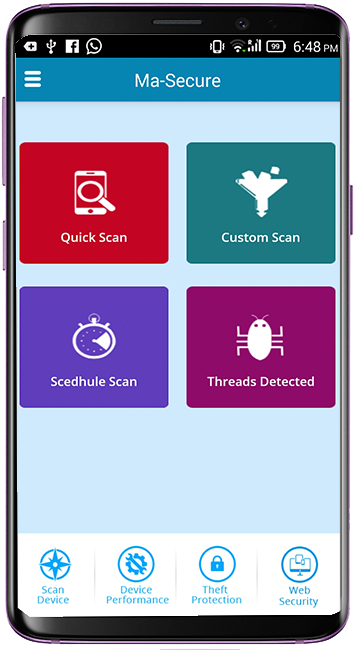 99 6:48 PM
Ma-Secure
Quick Scan
Custom Scan
Scedhule Scan
Threads Detected
Scan
Device
Device
Performance
Theft
Protection
Web
Security